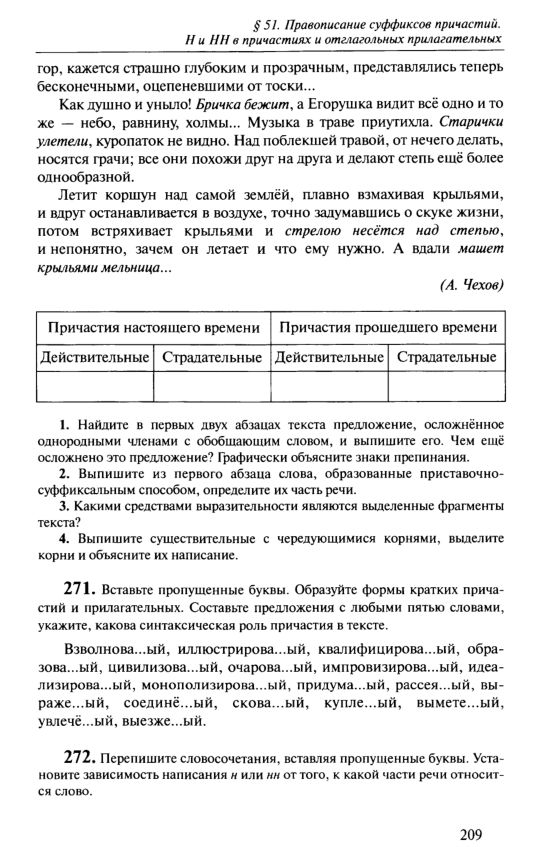 § 51. Правописание суффиксов причастий.
Н и НН в причастиях и отглагольных прилагательных
гор, кажется страшно глубоким и прозрачным, представлялись теперь
бесконечными, оцепеневшими от тоски...
Как душно и уныло! Бричка бежит, а Егорушка видит всё одно и то
же — небо, равнину, холмы... Музыка в траве приутихла. Старички
улетели, куропаток не видно. Над поблекшей травой, от нечего делать,
носятся грачи; все они похожи друг на друга и делают степь ещё более
однообразной.
Летит коршун над самой землёй, плавно взмахивая крыльями,
и вдруг останавливается в воздухе, точно задумавшись о скуке жизни,
потом встряхивает крыльями и стрелою несётся над степью,
и непонятно, зачем он летает и что ему нужно. А вдали машет
крыльями мельница...
(А. Чехов)
Причастия настоящего времени Причастия прошедшего времени
Действительные Страдательные Действительные Страдательные
1. Найдите в первых двух абзацах текста предложение, осложнённое
однородными членами с обобщающим словом, и выпишите его. Чем ещё
осложнено это предложение? Графически объясните знаки препинания.
2. Выпишите из первого абзаца слова, образованные приставочно-
суффиксальным способом, определите их часть речи.
3. Какими средствами выразительности являются выделенные фрагменты
текста?
4. Выпишите существительные с чередующимися корнями, выделите
корни и объясните их написание.
271. Вставьте пропущенные буквы. Образуйте формы кратких прича-
стий и прилагательных. Составьте предложения с любыми пятью словами,
укажите, какова синтаксическая роль причастия в тексте.
Взволнова...ый, иллюстрирова...ый, квалифицирова...ый, обра-
зова...ый, цивилизова...ый, очарова...ый, импровизирова...ый, идеа-
лизирова...ый, монополизирова...ый, придума...ый, рассея...ый, вы-
раже...ый, соединё...ый, скова...ый, купле...ый, вымете...ый,
увлечё...ый, выезже...ый.
272. Перепишите словосочетания, вставляя пропущенные буквы. Уста-
новите зависимость написания н или нн от того, к какой части речи относит-
ся слово.
209